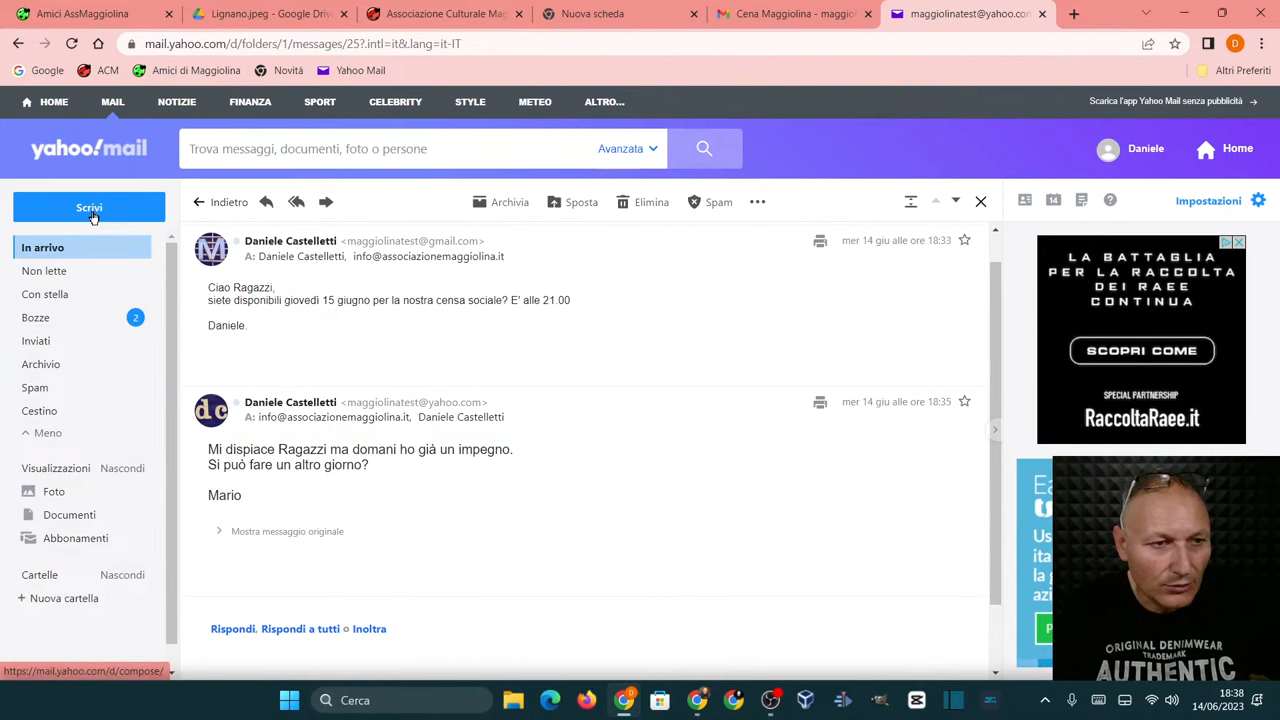 Amici AssMaggiolina
Lignano.jpeg - Google Driv
Associazione Culturale Mag
Nuova scheda
Cena Maggiolina - maggiol
maggiolinatest@yahoo.com
mail.yahoo.com/d/folders/1/messages/25?.intl=it&.lang=it-IT
D
Google
ACM
Amici di Maggiolina
Novità
Yahoo Mail
Altri Preferiti
HOME
MAIL
NOTIZIE
FINANZA
SPORT
CELEBRITY
STYLE
METEO
ALTRO...
Scarica l'app Yahoo Mail senza pubblicità
yahoo!mail
Trova messaggi, documenti, foto o persone
Avanzata
Daniele
Home
Scrivi
Indietro
Archivia
Sposta
Elimina
Spam
14
Impostazioni
In arrivo
Non lette
Con stella
Bozze
2
Inviati
Archivio
Spam
Cestino
Meno
Visualizzazioni
Nascondi
Foto
Documenti
Abbonamenti
Cartelle
Nascondi
Nuova cartella
M
Daniele Castelletti <maggiolinatest@gmail.com>
mer 14 giu alle ore 18:33
A: Daniele Castelletti, info@associazionemaggiolina.it
Ciao Ragazzi,
siete disponibili giovedì 15 giugno per la nostra censa sociale? E' alle 21.00
Daniele.
dc
Daniele Castelletti <maggiolinatest@yahoo.com>
mer 14 giu alle ore 18:35
A: info@associazionemaggiolina.it, Daniele Castelletti
Mi dispiace Ragazzi ma domani ho già un impegno.
Si può fare un altro giorno?
Mario
Mostra messaggio originale
Rispondi, Rispondi a tutti o Inoltra
LA BATTAGLIA
PER LA RACCOLTA
DEI RAEE
CONTINUA
SCOPRI COME
SPECIAL PARTNERSHIP
RaccoltaRaee.it
ORIGINAL DENIMWEAR
TRADEMARK
AUTHENTIC
https://mail.yahoo.com/d/compose/
Cerca
18:38
14/06/2023